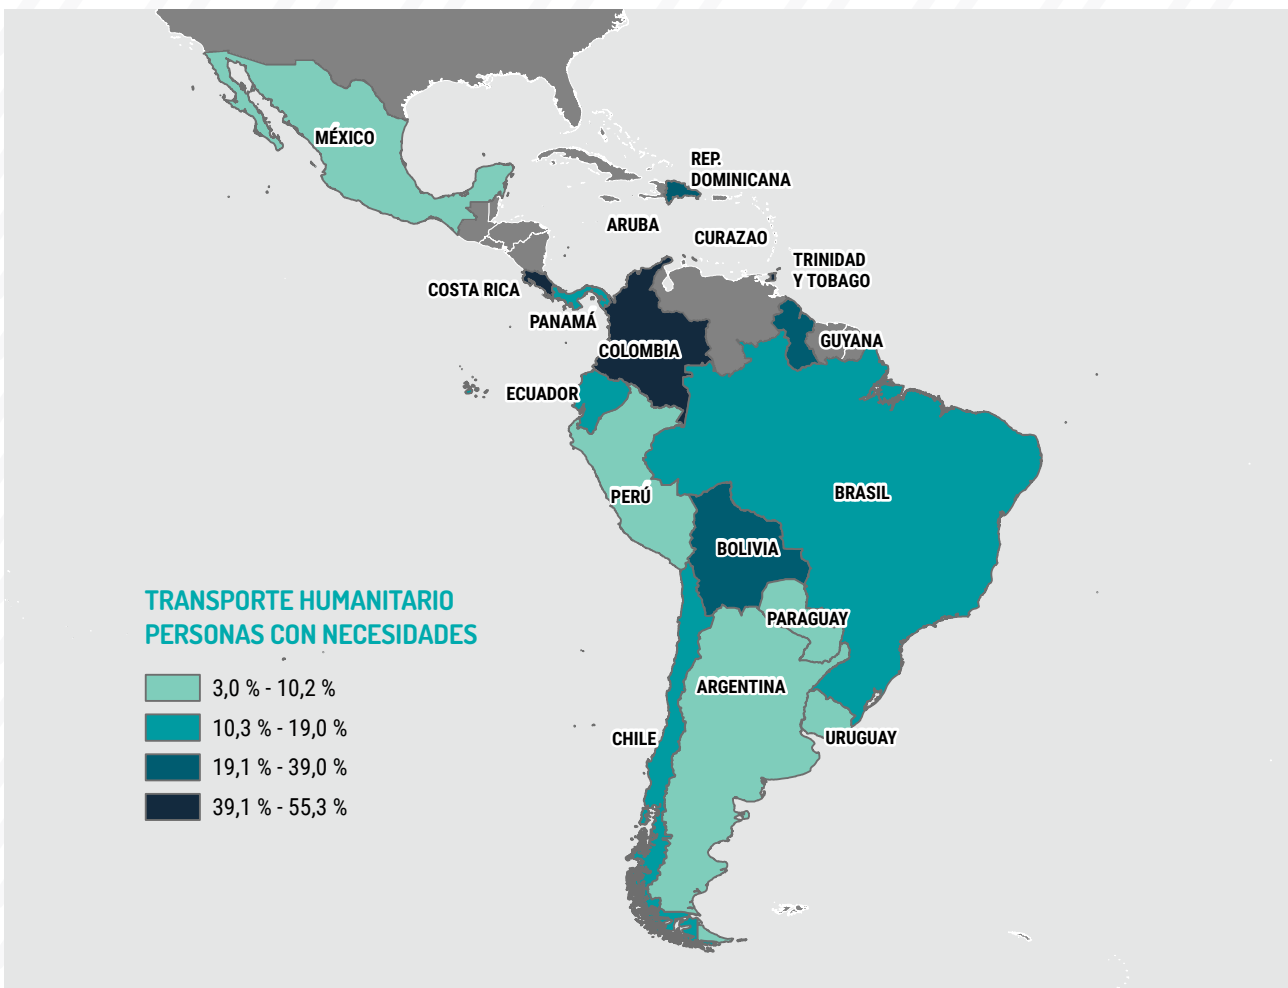 MÉXICO
REP.
DOMINICANA
ARUBA
CURAZAO
TRINIDAD
Y TOBAGO
COSTA RICA
PANAMÁ
GUYANA
COLOMBIA
ECUADOR
PERÚ
BRASIL
BOLIVIA
TRANSPORTE HUMANITARIO
PERSONAS CON NECESIDADES
PARAGUAY
3,0 % - 10,2 %
ARGENTINA
10,3 % - 19,0 %
CHILE
URUGUAY
19,1 % - 39,0 %
39,1 % - 55,3 %